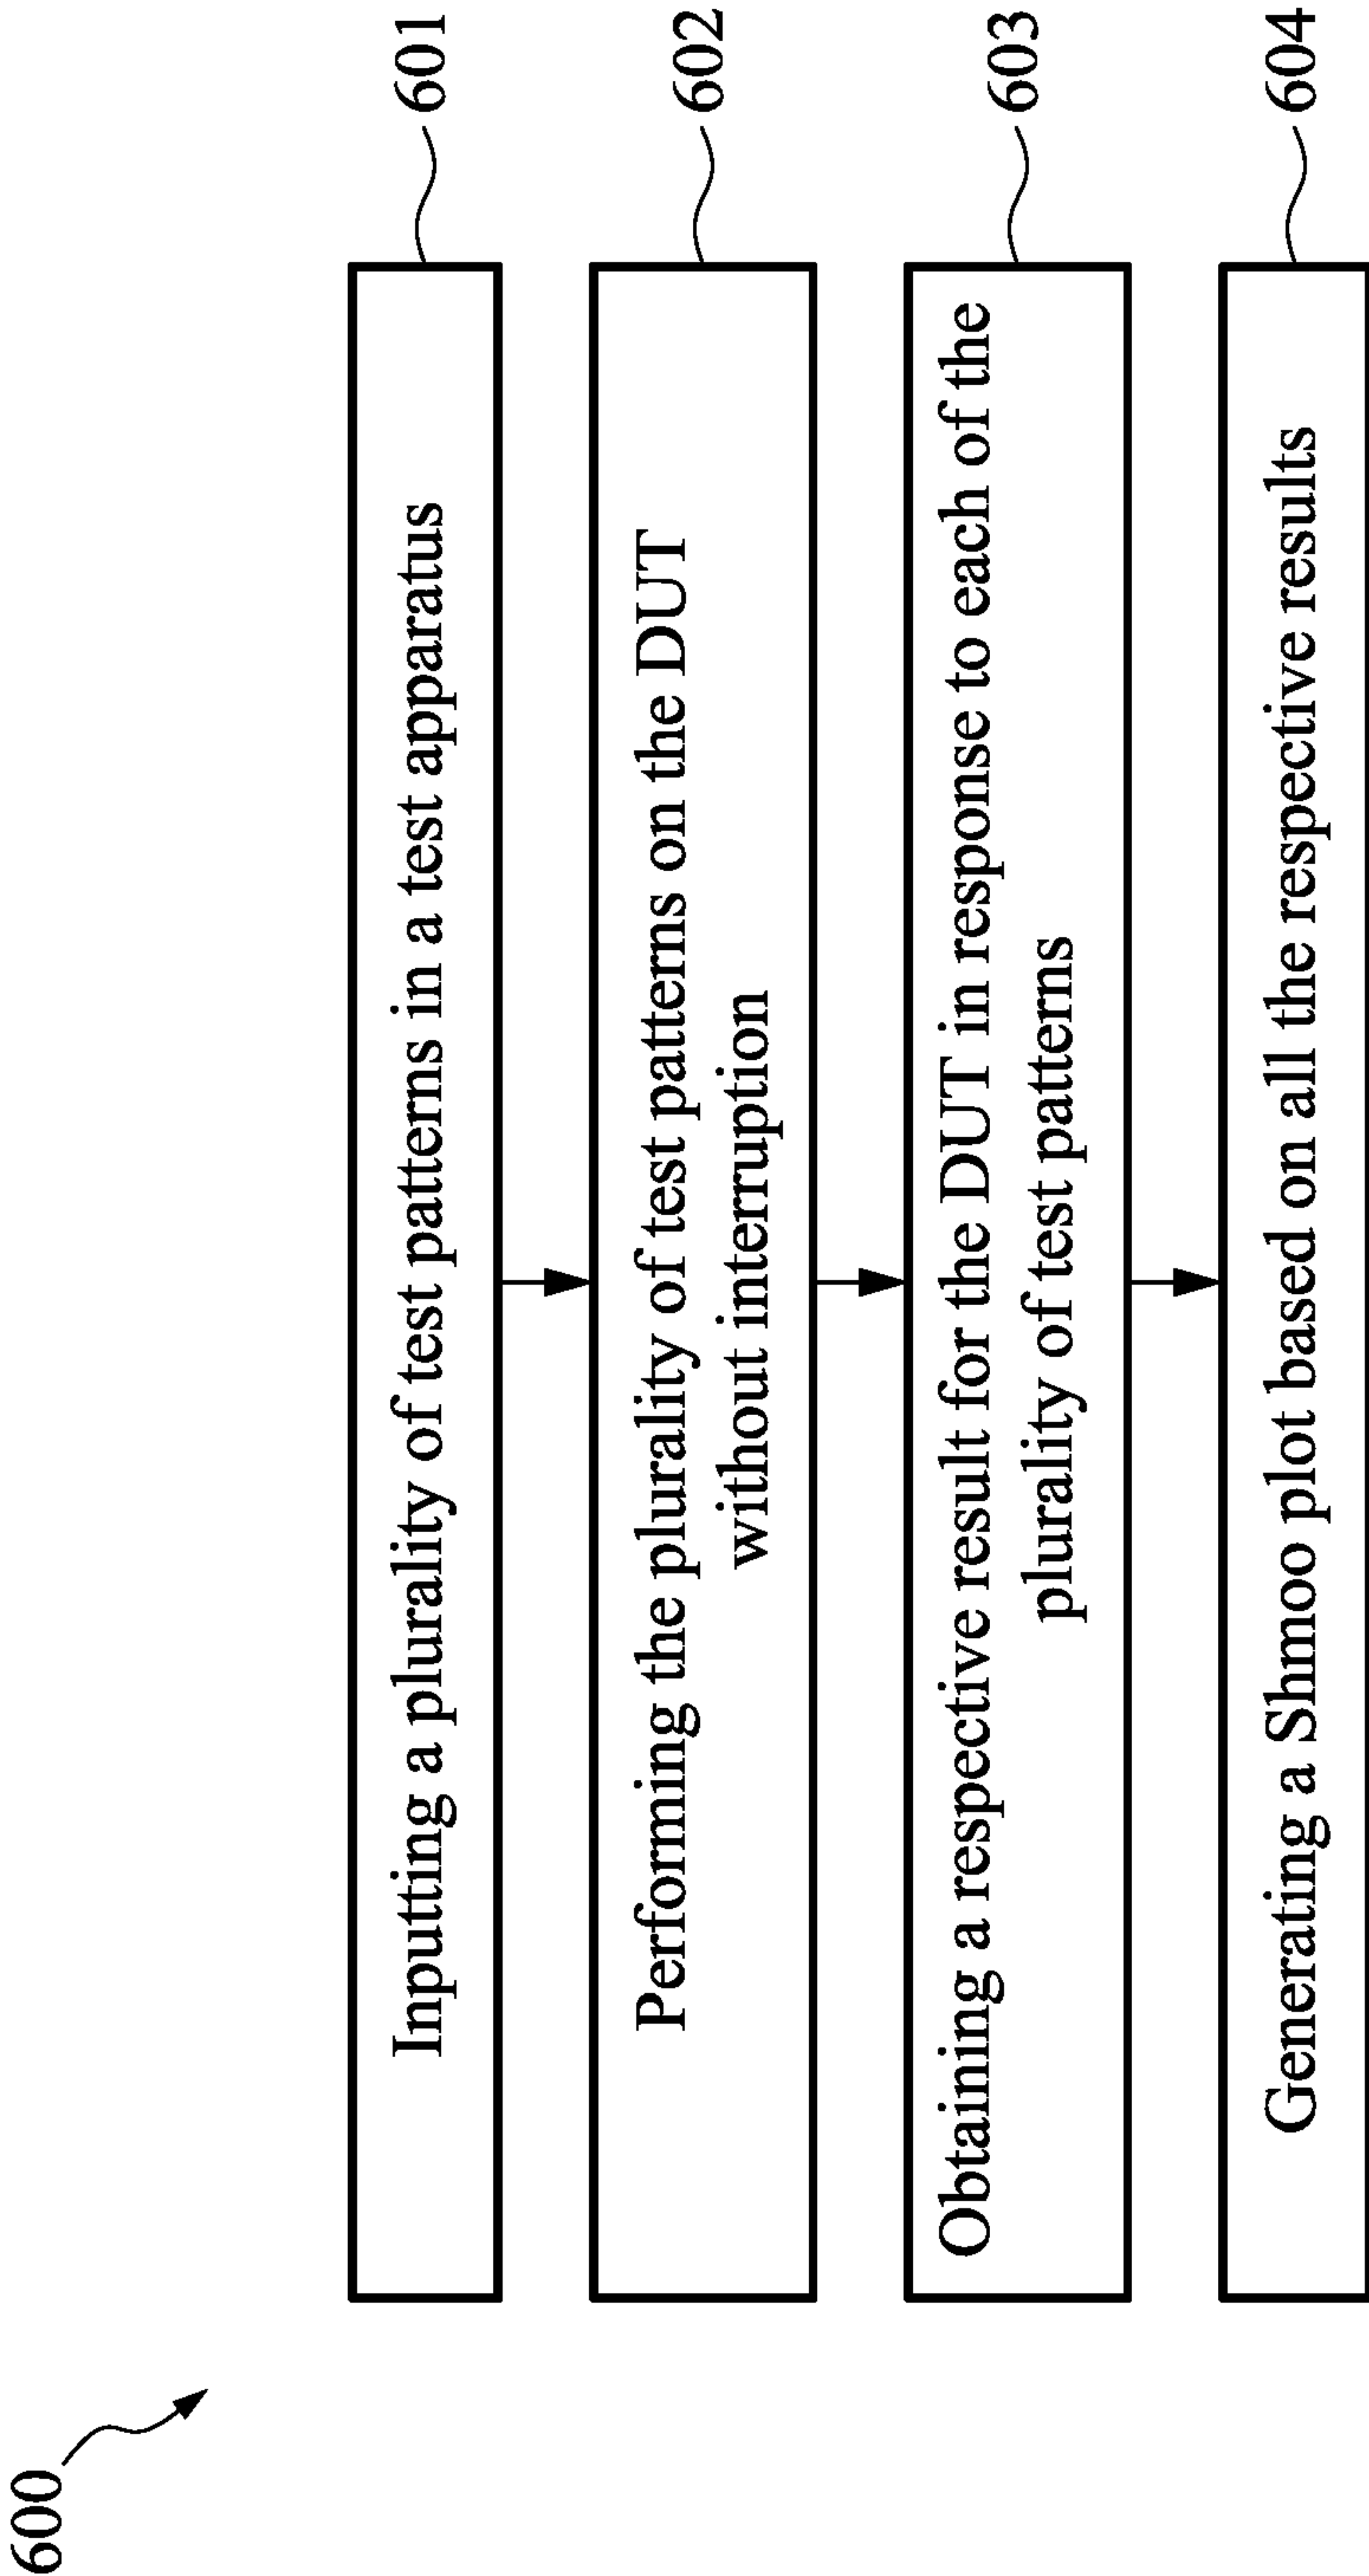 600
Inputting a plurality of test patterns in a test apparatus
601
Performing the plurality of test patterns on the DUT
without interruption
602
Obtaining a respective result for the DUT in response to each of the
plurality of test patterns
603
Generating a Shmoo plot based on all the respective results
604